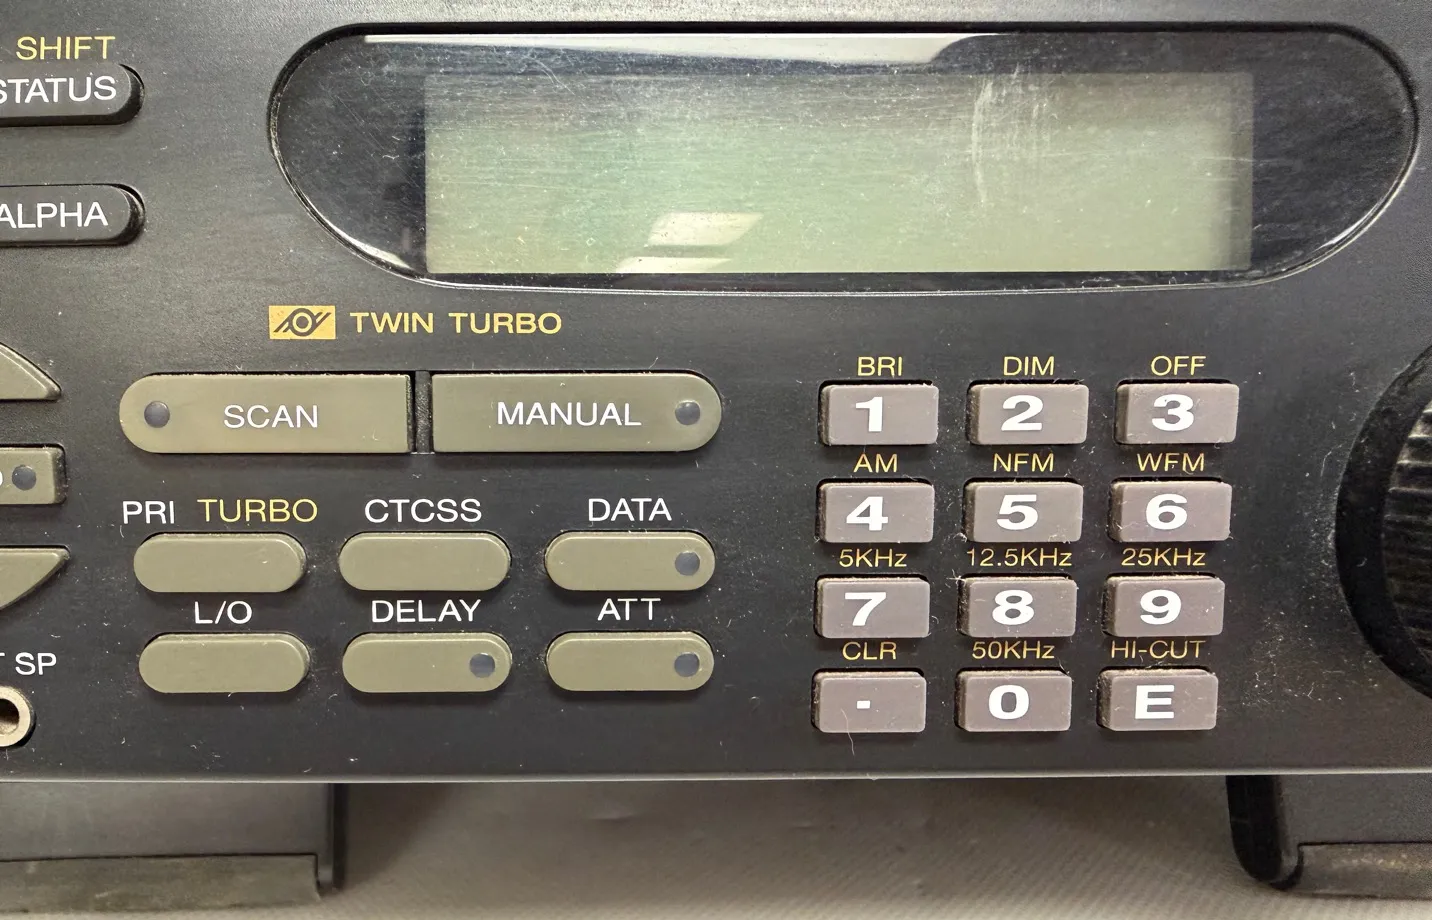 SHIFT
STATUS
ALPHA
TWIN TURBO
SCAN MANUAL
PRI TURBO CTCSS DATA
L/O DELAY ATT
SP
BRI DIM OFF
1 2 3
AM NFM WFM
4 5 6
5KHz 12.5KHz 25KHz
7 8 9
CLR 50KHz HI-CUT
. 0 E